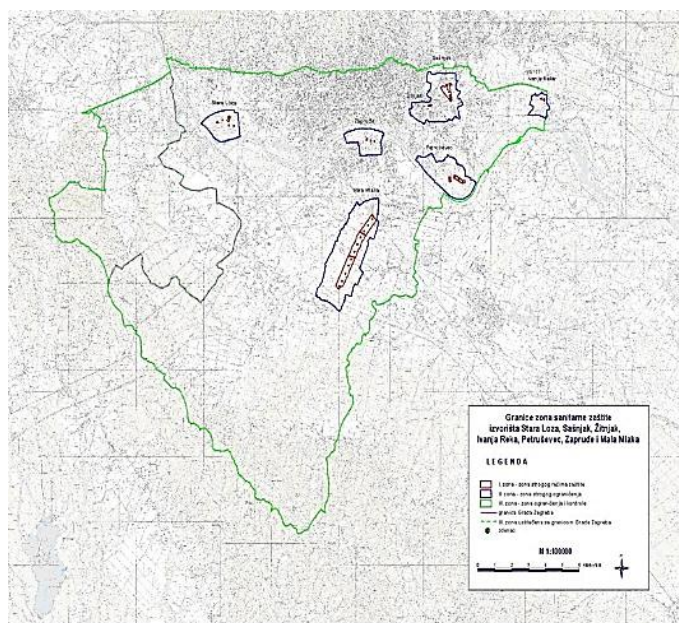 Sašnjak
Ivanja Reka
Stara Loza
Žitnjak
Zapruđe
Petruševec
Mala Mlaka
Granice zona sanitarne zaštite
izvorišta Stara Loza, Sašnjak, Žitnjak,
Ivanja Reka, Petruševec, Zapruđe i Mala Mlaka
LEGENDA
I zona - zona strogog režima zaštite
II zona - zona strogog ograničenja
III. zona - zona ograničenja i kontrole
granica Grada Zagreba
III. zona usklađena sa granicom Grada Zagreba
zdenac
M 1:100000